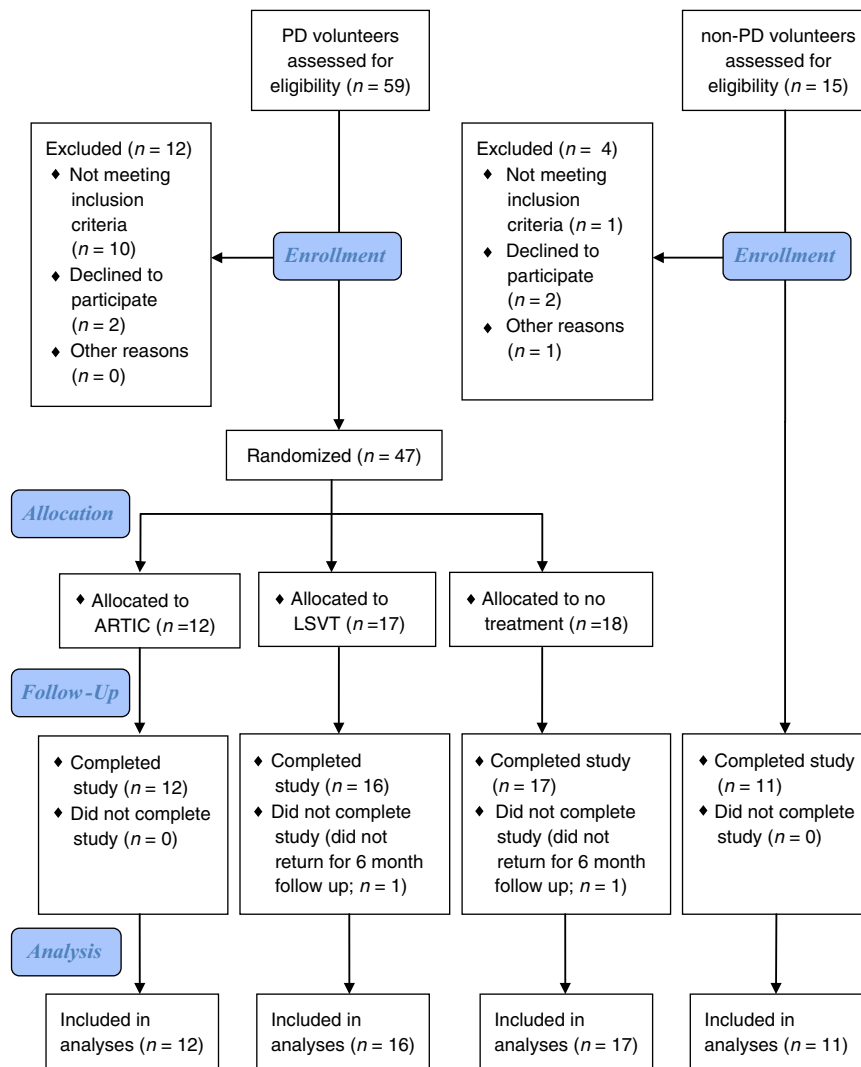 PD volunteers
assessed for
eligibility (n = 59)
non-PD volunteers
assessed for
eligibility (n = 15)
Excluded (n = 12)
♦ Not meeting
inclusion
criteria
(n = 10)
♦ Declined to
participate
(n = 2)
♦ Other reasons
(n = 0)
Enrollment
Excluded (n = 4)
♦ Not meeting
inclusion
criteria (n = 1)
♦ Declined to
participate
(n = 2)
♦ Other reasons
(n = 1)
Enrollment
Randomized (n = 47)
Allocation
♦ Allocated to
ARTIC (n =12)
♦ Allocated to
LSVT (n =17)
♦ Allocated to no
treatment (n =18)
Follow-Up
♦ Completed
study (n = 12)
♦ Did not complete
study (n = 0)
♦ Completed
study (n = 16)
♦ Did not complete
study (did not
return for 6 month
follow up; n = 1)
♦ Completed study
(n = 17)
♦ Did not complete
study (did not
return for 6 month
follow up; n = 1)
♦ Completed study
(n = 11)
♦ Did not complete
study (n = 0)
Analysis
Included in
analyses (n = 12)
Included in
analyses (n = 16)
Included in
analyses (n = 17)
Included in
analyses (n = 11)